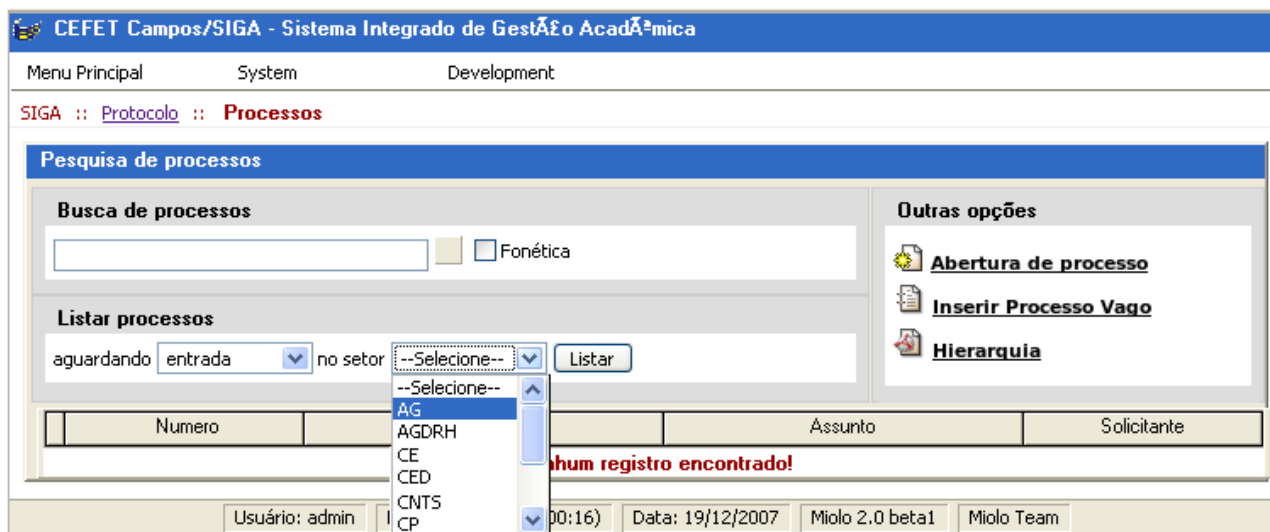 CEFET Campos/SIGA - Sistema Integrado de GestÃ£o AcadÃªmica
Menu Principal System Development
SIGA :: Protocolo :: Processos
Pesquisa de processos
Busca de processos
Fonética
Listar processos
aguardando entrada no setor --Selecione-- Listar
--Selecione--
AG
AGDRH
CE
CED
CNTS
CP
Outras opções
Abertura de processo
Inserir Processo Vago
Hierarquia
Numero Assunto Solicitante
registro encontrado!
Usuário: admin 00:16) Data: 19/12/2007 Miolo 2.0 beta1 Miolo Team